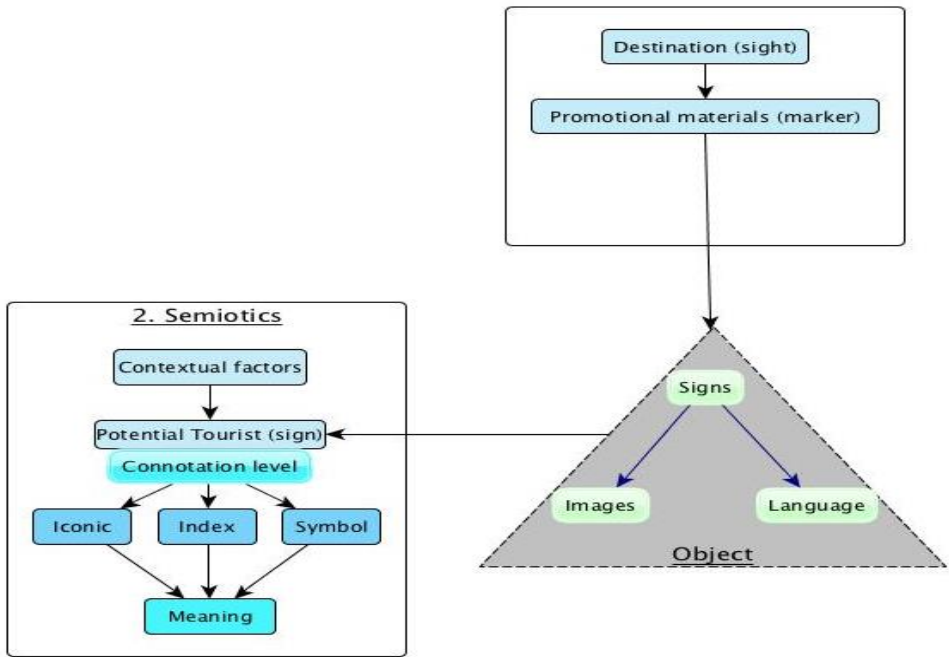 Destination (sight)
Promotional materials (marker)
2. Semiotics
Contextual factors
Potential Tourist (sign)
Connotation level
Iconic
Index
Symbol
Meaning
Signs
Images
Language
Object